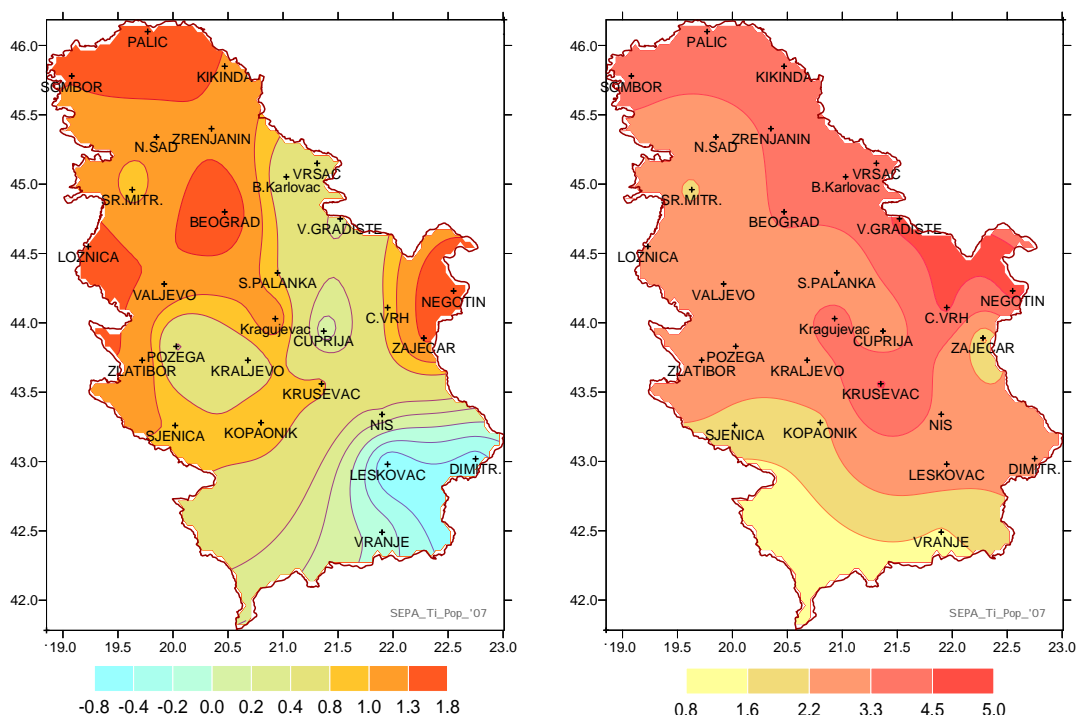 46.0
PALIC
KIKINDA
SOMBOR
45.5
ZRENJANIN
N.SAD
VRSAC
45.0
B.Karlovac
SR.MITR.
BEOGRAD
V.GRADISTE
44.5
LOZNICA
S.PALANKA
VALJEVO
NEGOTIN
C.VRH
44.0
Kragujevac
CUPRIJA
ZAJECAR
POZEGA
ZLATIBOR
KRALJEVO
43.5
KRUSEVAC
NIS
SJENICA
KOPAONIK
43.0
LESKOVAC
DIMITR.
42.5
VRANJE
42.0
SEPA_Ti_Pop_'07
19.0 19.5 20.0 20.5 21.0 21.5 22.0 22.5 23.0
-0.8 -0.4 -0.2 0.0 0.2 0.4 0.8 1.0 1.3 1.8
46.0
PALIC
KIKINDA
SOMBOR
45.5
ZRENJANIN
N.SAD
VRSAC
45.0
B.Karlovac
SR.MITR.
BEOGRAD
V.GRADISTE
44.5
LOZNICA
S.PALANKA
VALJEVO
NEGOTIN
C.VRH
44.0
Kragujevac
CUPRIJA
ZAJECAR
POZEGA
ZLATIBOR
KRALJEVO
43.5
KRUSEVAC
NIS
SJENICA
KOPAONIK
43.0
LESKOVAC
DIMITR.
42.5
VRANJE
42.0
SEPA_Ti_Pop_'07
19.0 19.5 20.0 20.5 21.0 21.5 22.0 22.5 23.0
0.8 1.6 2.2 3.3 4.5 5.0